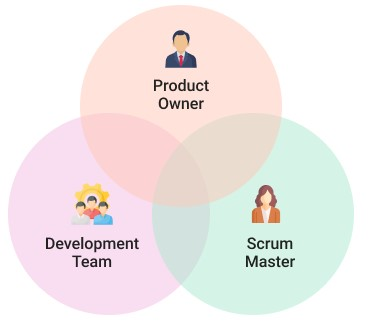 Product
Owner
Development
Team
Scrum
Master